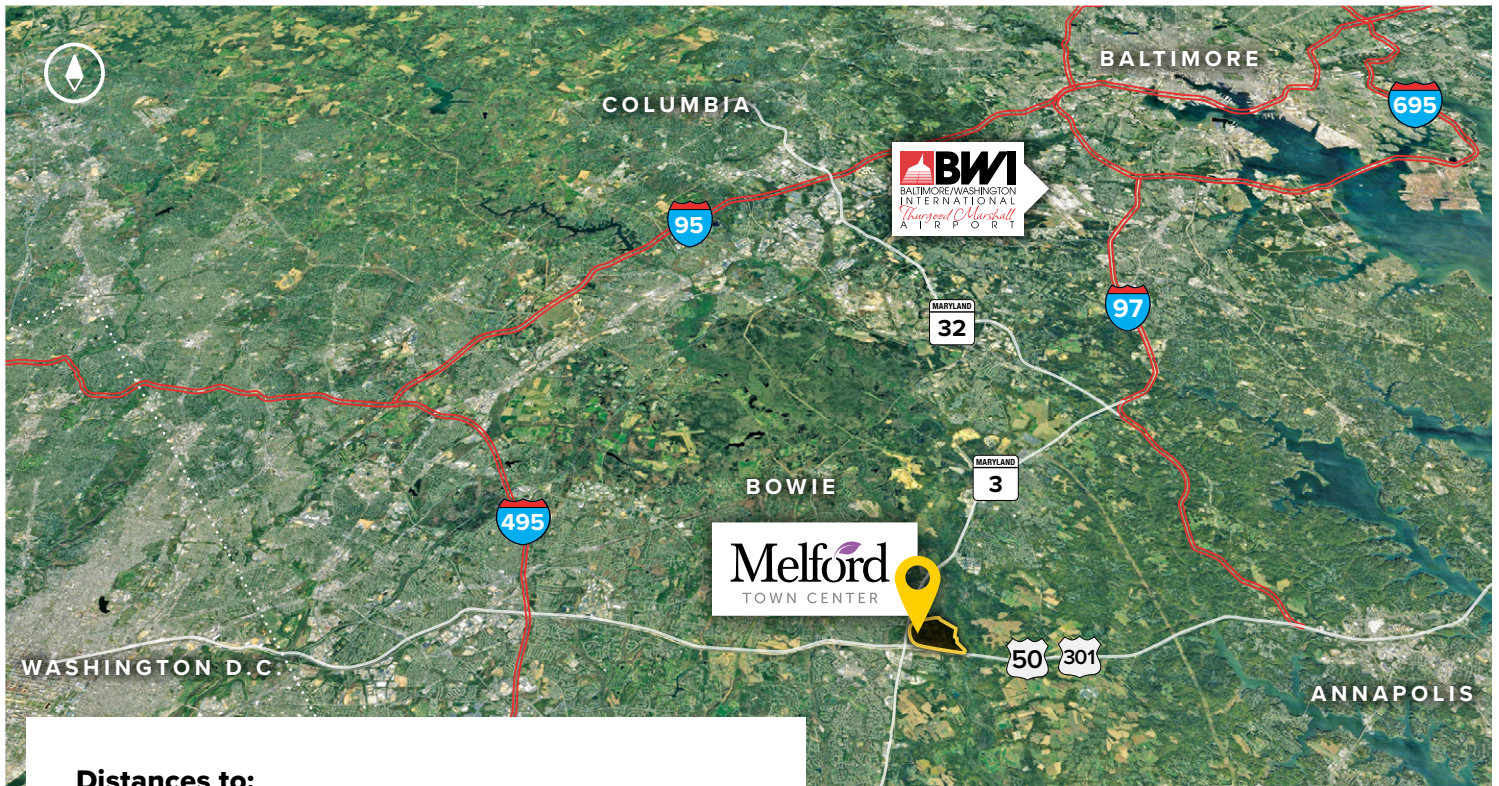 BALTIMORE
COLUMBIA
695
BWI
BALTIMORE/WASHINGTON
INTERNATIONAL
Thurgood Marshall
AIRPORT
95
MARYLAND
32
97
MARYLAND
3
BOWIE
495
Melford
TOWN CENTER
WASHINGTON D.C.
50
301
ANNAPOLIS
Distances to: